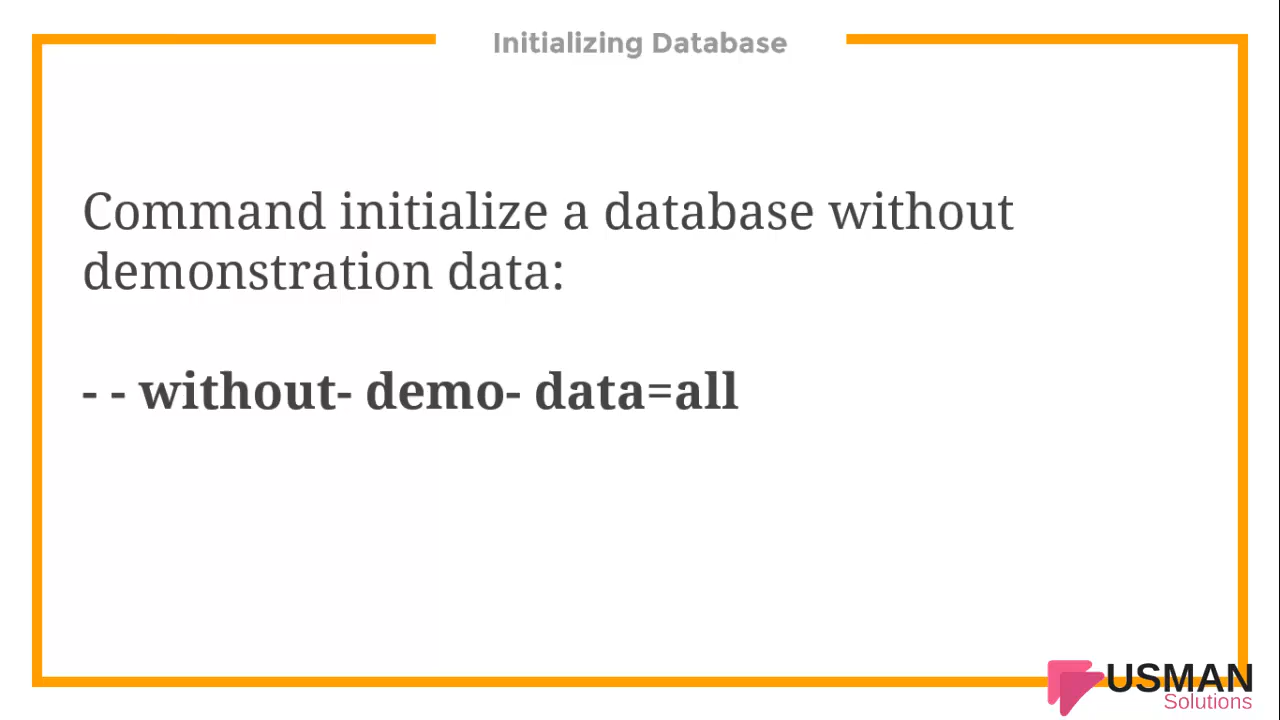 Initializing Database
Command initialize a database without
demonstration data:
- - without- demo- data=all
USMAN
Solutions